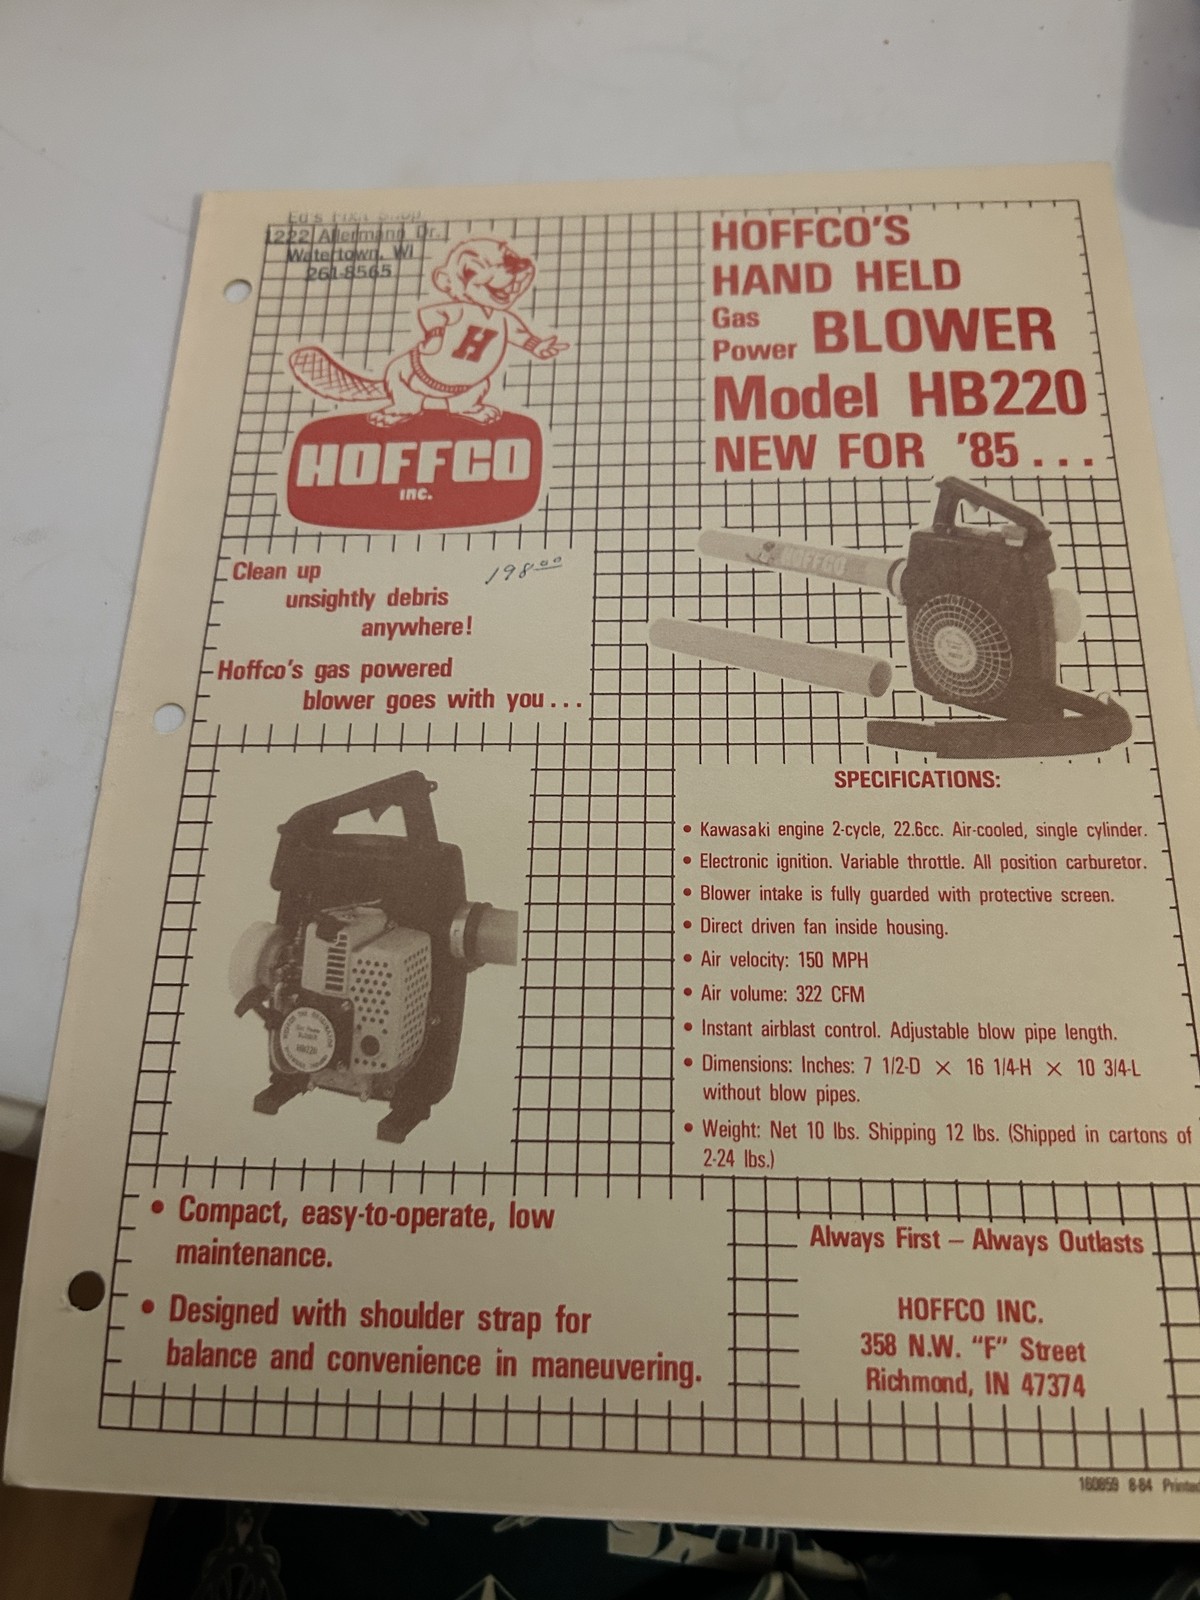 Ed's Fixit Shop
1222 Allermann Dr.
Watertown, WI
261-8565
H
HOFFCO
INC.
HOFFCO'S
HAND HELD
Gas
Power BLOWER
Model HB220
NEW FOR '85...
Clean up
unsightly debris
anywhere!
198.00
Hoffco's gas powered
blower goes with you...
HOFFCO
HB220
SPECIFICATIONS:
• Kawasaki engine 2-cycle, 22.6cc. Air-cooled, single cylinder.
• Electronic ignition. Variable throttle. All position carburetor.
• Blower intake is fully guarded with protective screen.
• Direct driven fan inside housing.
• Air velocity: 150 MPH
• Air volume: 322 CFM
• Instant airblast control. Adjustable blow pipe length.
• Dimensions: Inches: 7 1/2-D × 16 1/4-H × 10 3/4-L
without blow pipes.
• Weight: Net 10 lbs. Shipping 12 lbs. (Shipped in cartons of
2-24 lbs.)
• Compact, easy-to-operate, low
maintenance.
• Designed with shoulder strap for
balance and convenience in maneuvering.
Always First – Always Outlasts
HOFFCO INC.
358 N.W. “F” Street
Richmond, IN 47374
160859 8-84 Printed